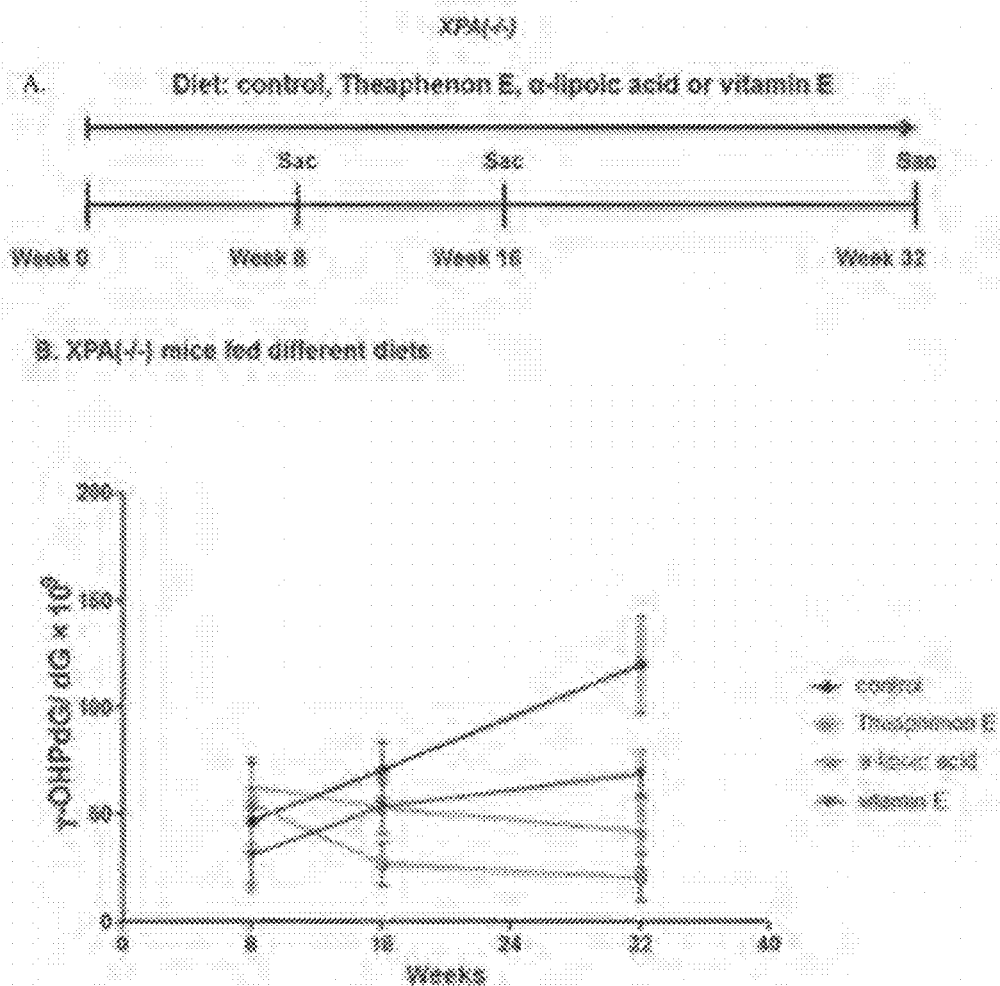 XPA(-/-)
A.
Diet: control, Theaphenon E, α-lipoic acid or vitamin E
Sac Sac Sac
Week 0 Week 8 Week 16 Week 32
B. XPA(-/-) mice fed different diets
200
150
100
50
0
γ-OHPdG/ dG × 10⁹
0 8 16 24 32 40
Weeks
control
Theaphenon E
α-lipoic acid
vitamin E